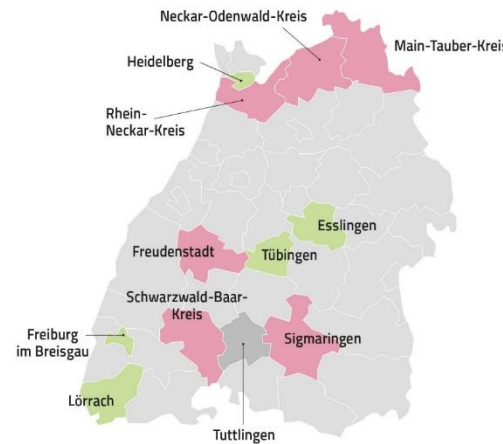 Neckar-Odenwald-Kreis
Main-Tauber-Kreis
Heidelberg
Rhein-
Neckar-Kreis
Esslingen
Freudenstadt
Tübingen
Schwarzwald-Baar-
Kreis
Freiburg
im Breisgau
Sigmaringen
Lörrach
Tuttlingen